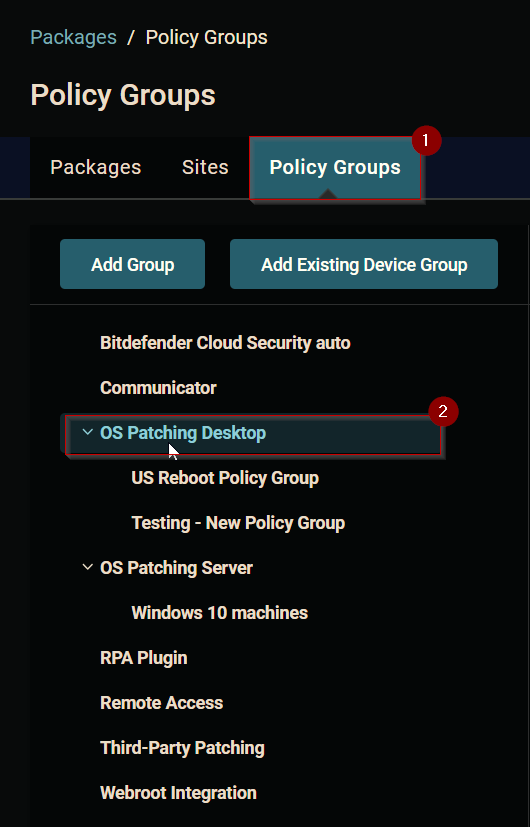 Packages / Policy Groups
Policy Groups
1
Packages Sites Policy Groups
Add Group Add Existing Device Group
Bitdefender Cloud Security auto
Communicator
2
OS Patching Desktop
US Reboot Policy Group
Testing - New Policy Group
OS Patching Server
Windows 10 machines
RPA Plugin
Remote Access
Third-Party Patching
Webroot Integration